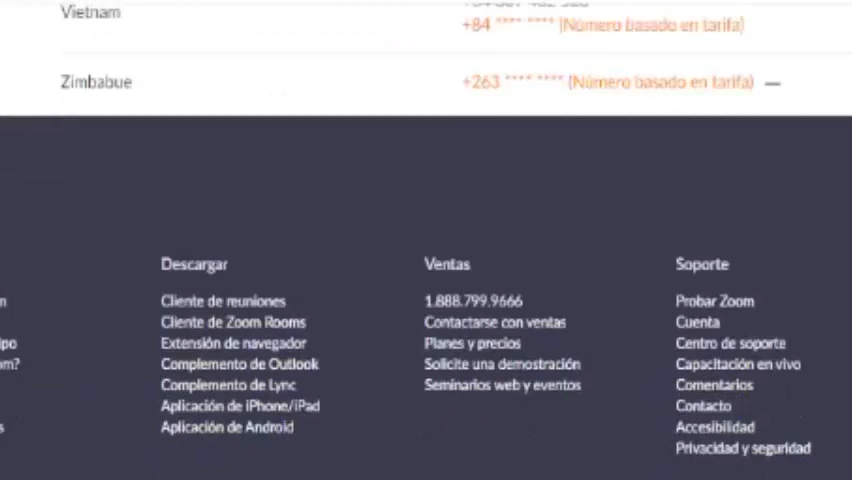 Vietnam
+84 **** **** (Número basado en tarifa)
Zimbabue +263 **** **** (Número basado en tarifa) —
Descargar
Cliente de reuniones
Cliente de Zoom Rooms
Extensión de navegador
Complemento de Outlook
Complemento de Lync
Aplicación de iPhone/iPad
Aplicación de Android
Ventas
1.888.799.9666
Contactarse con ventas
Planes y precios
Solicite una demostración
Seminarios web y eventos
Soporte
Probar Zoom
Cuenta
Centro de soporte
Capacitación en vivo
Comentarios
Contacto
Accesibilidad
Privacidad y seguridad